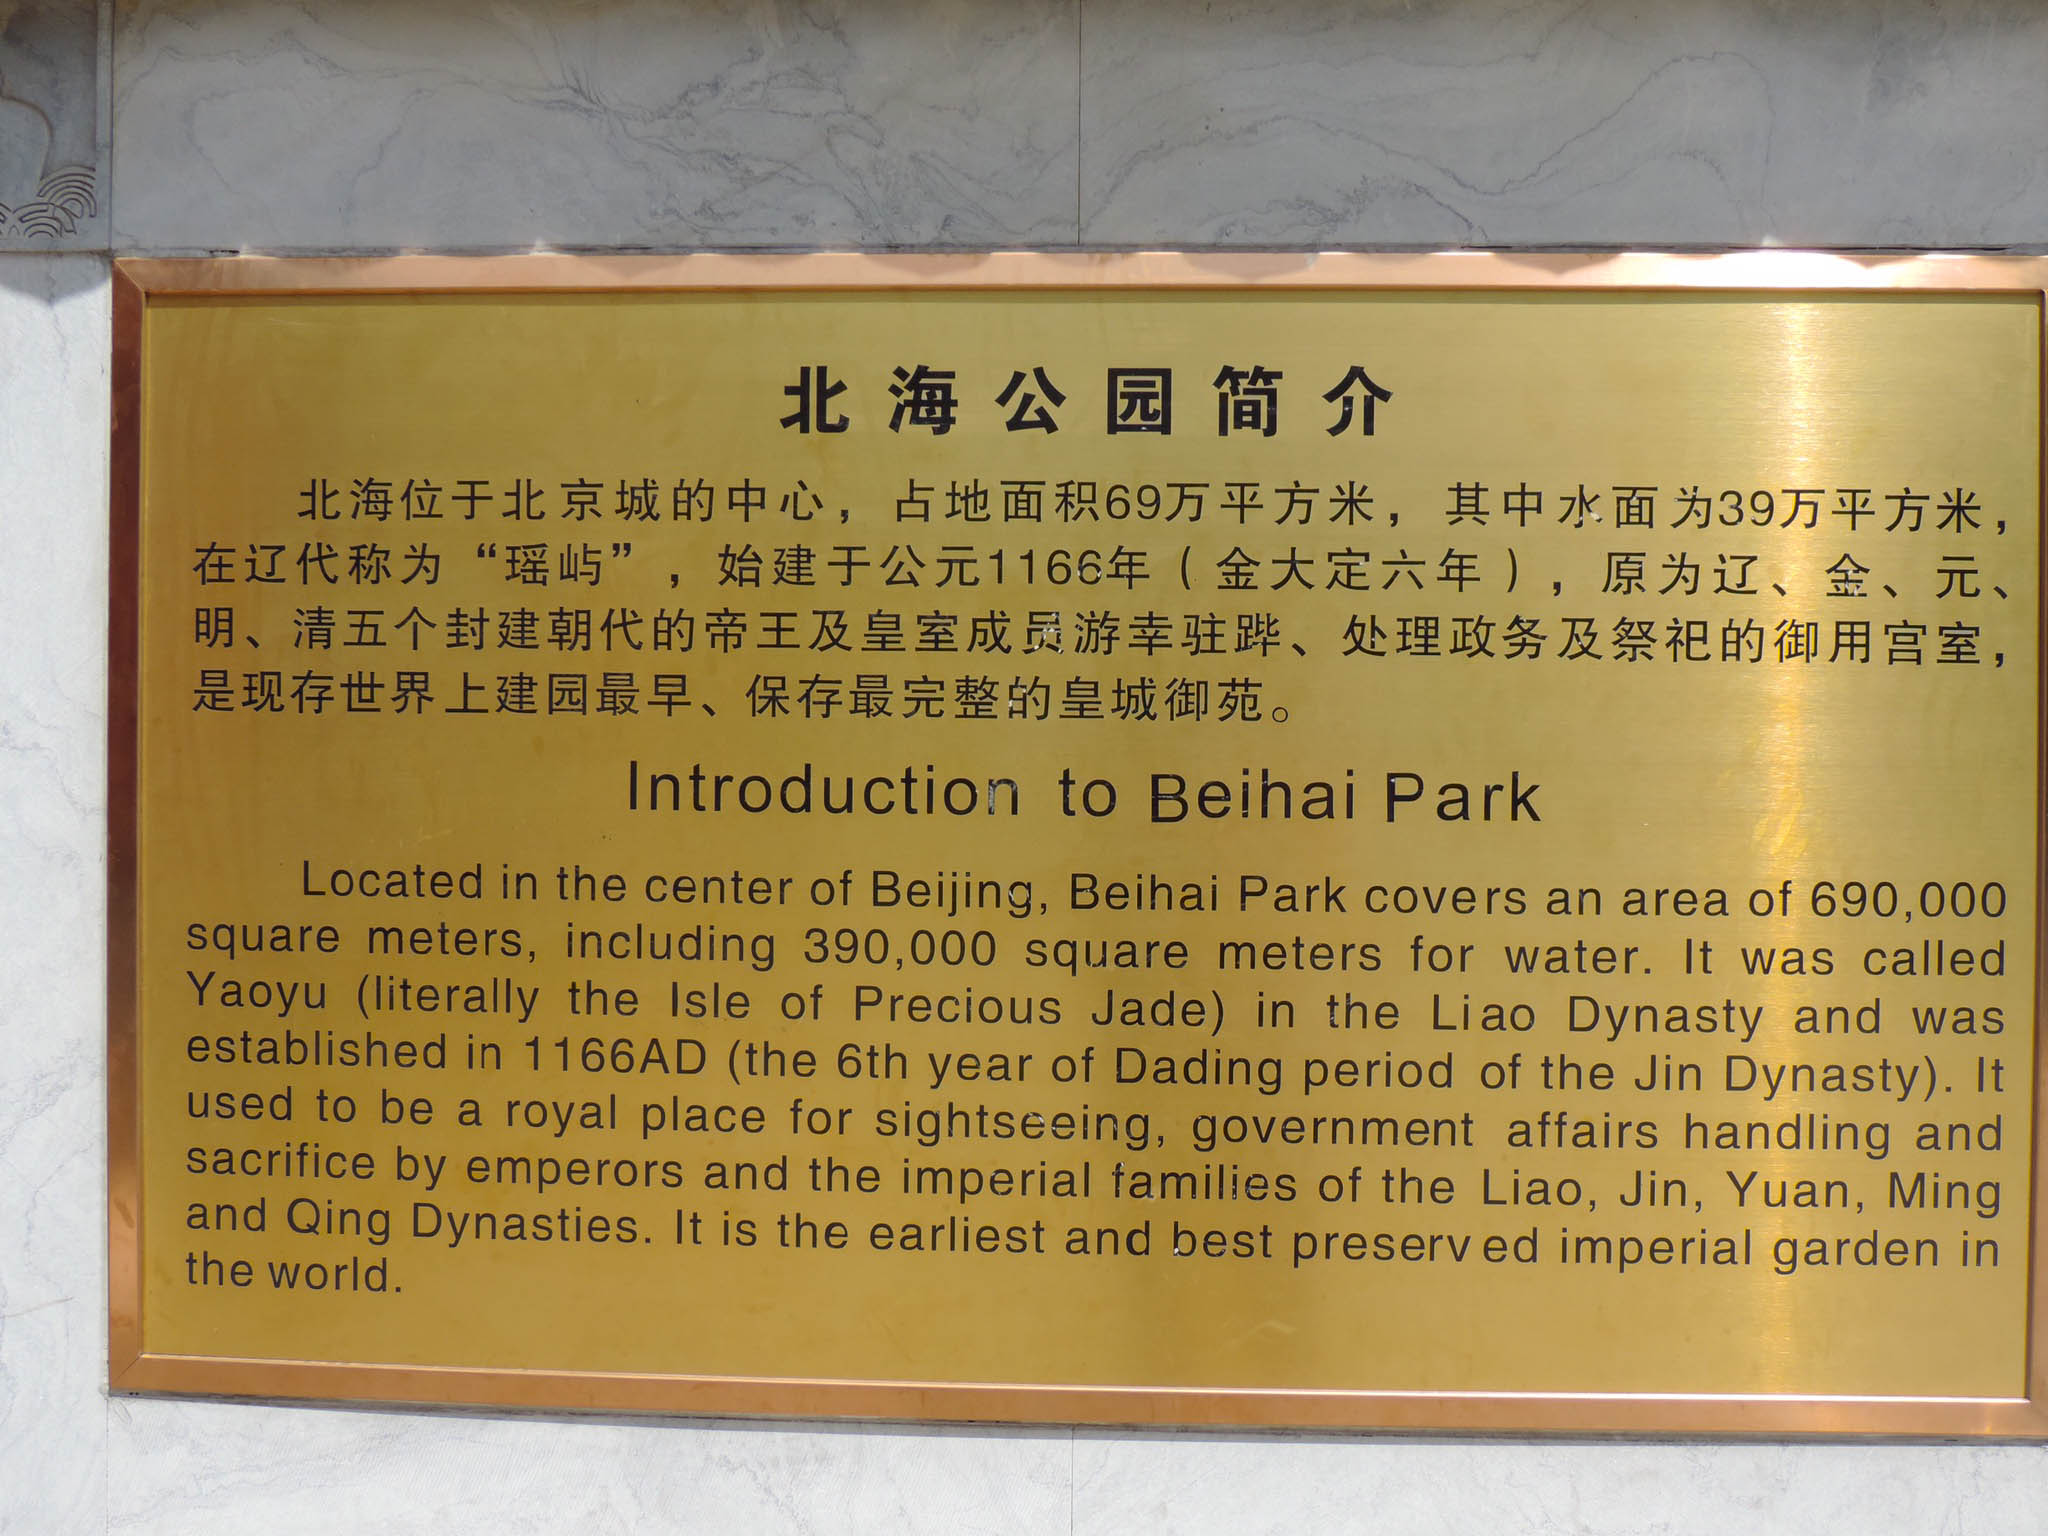 北海公园简介
北海位于北京城的中心，占地面积69万平方米，其中水面为39万平方米，
在辽代称为“瑶屿”，始建于公元1166年（金大定六年），原为辽、金、元、
明、清五个封建朝代的帝王及皇室成员游幸驻跸、处理政务及祭祀的御用宫室，
是现存世界上建园最早、保存最完整的皇城御苑。
Introduction to Beihai Park
Located in the center of Beijing, Beihai Park covers an area of 690,000
square meters, including 390,000 square meters for water. It was called
Yaoyu (literally the Isle of Precious Jade) in the Liao Dynasty and was
established in 1166AD (the 6th year of Dading period of the Jin Dynasty). It
used to be a royal place for sightseeing, government affairs handling and
sacrifice by emperors and the imperial families of the Liao, Jin, Yuan, Ming
and Qing Dynasties. It is the earliest and best preserved imperial garden in
the world.